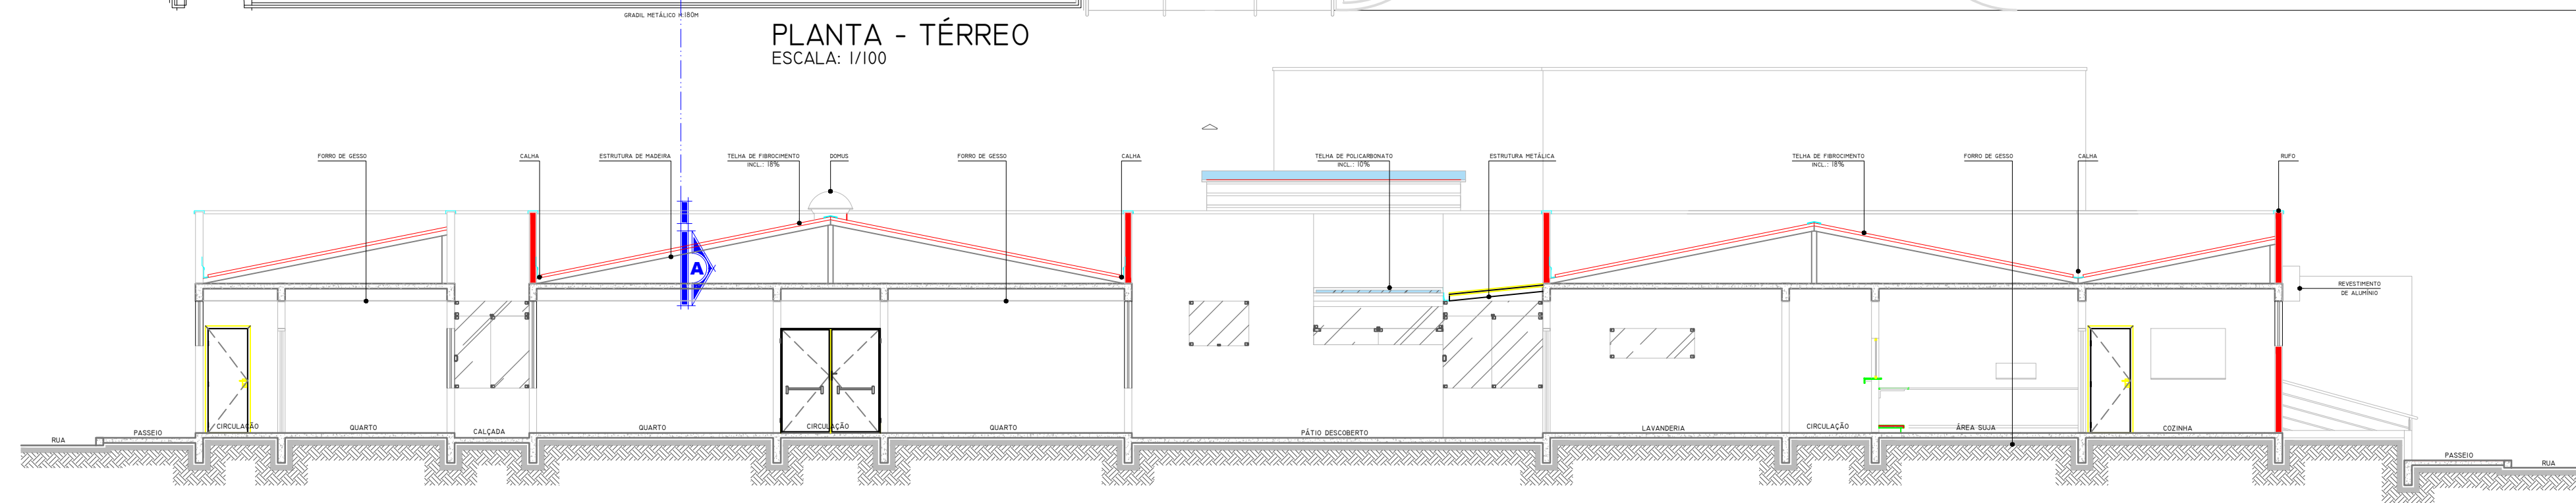 GRADIL METÁLICO H:180M
PLANTA - TÉRREO
ESCALA: 1/100
FORRO DE GESSO
CALHA
ESTRUTURA DE MADEIRA
TELHA DE FIBROCIMENTO
INCL.: 18%
DOMUS
FORRO DE GESSO
CALHA
TELHA DE POLICARBONATO
INCL.: 10%
ESTRUTURA METÁLICA
TELHA DE FIBROCIMENTO
INCL.: 18%
FORRO DE GESSO
CALHA
RUFO
A
REVESTIMENTO
DE ALUMÍNIO
RUA
PASSEIO
CIRCULAÇÃO
QUARTO
CALÇADA
QUARTO
CIRCULAÇÃO
QUARTO
PÁTIO DESCOBERTO
LAVANDERIA
CIRCULAÇÃO
ÁREA SUJA
COZINHA
PASSEIO
RUA